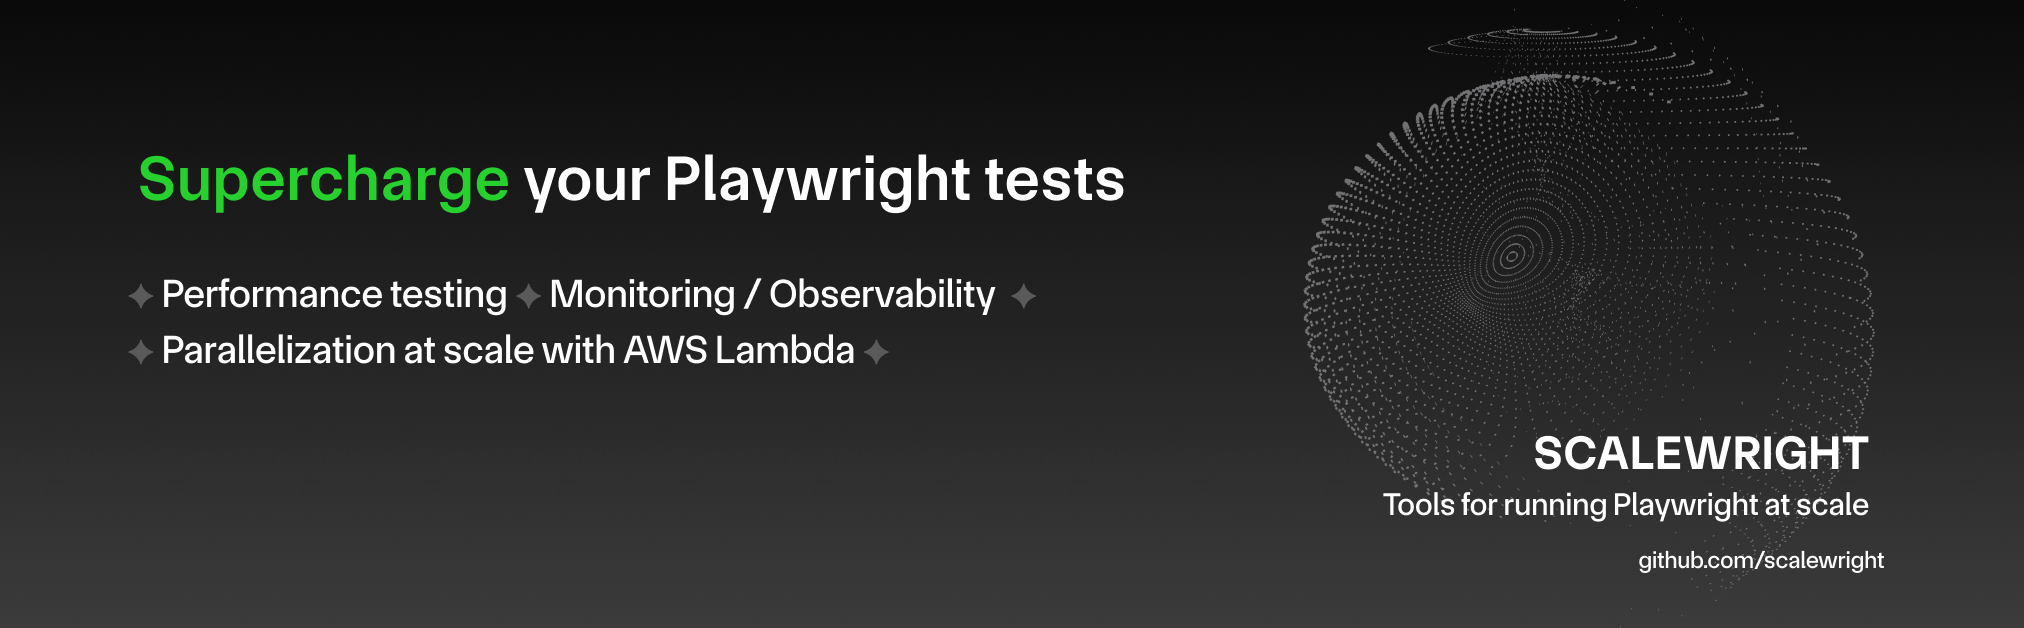 Supercharge your Playwright tests
✦ Performance testing ✦ Monitoring / Observability ✦
✦ Parallelization at scale with AWS Lambda ✦
SCALEWRIGHT
Tools for running Playwright at scale
github.com/scalewright